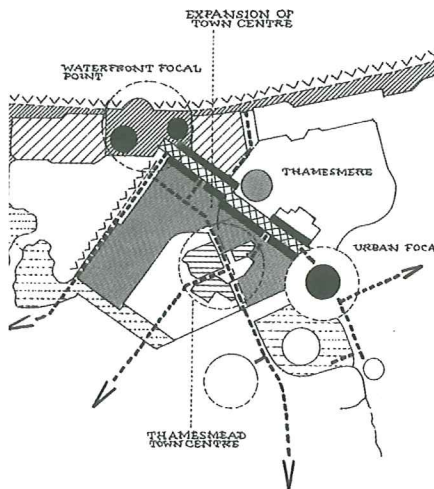 EXPANSION OF
TOWN CENTRE
WATERFRONT FOCAL
POINT
THAMESMERE
URBAN FOCA
THAMESMEAD
TOWN CENTRE